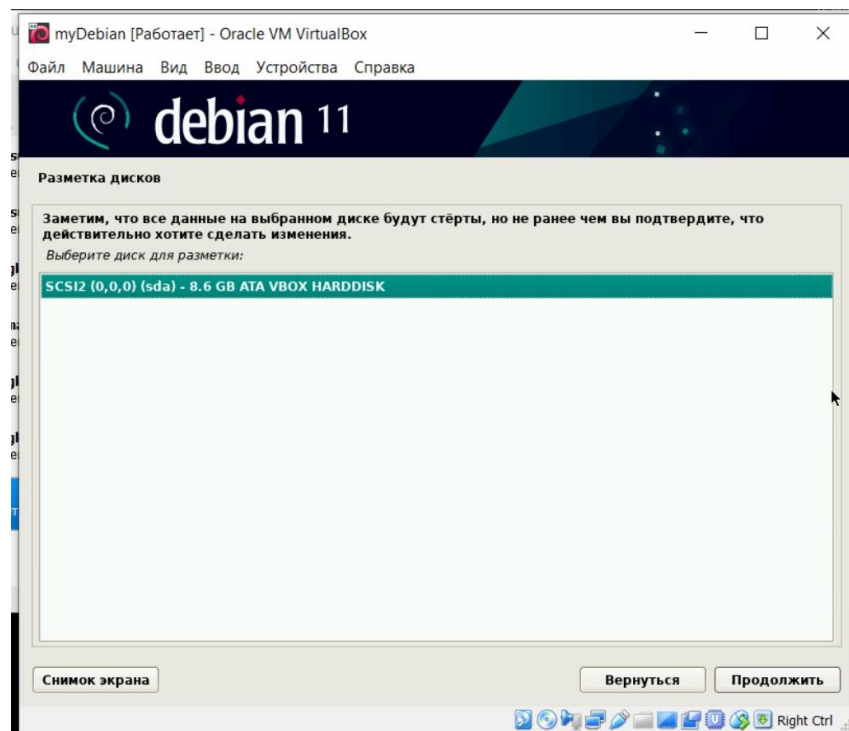 myDebian [Работает] - Oracle VM VirtualBox
Файл Машина Вид Ввод Устройства Справка
debian 11
Разметка дисков
Заметим, что все данные на выбранном диске будут стёрты, но не ранее чем вы подтвердите, что
действительно хотите сделать изменения.
Выберите диск для разметки:
SCSI2 (0,0,0) (sda) - 8.6 GB ATA VBOX HARDDISK
Снимок экрана Вернуться Продолжить
Right Ctrl